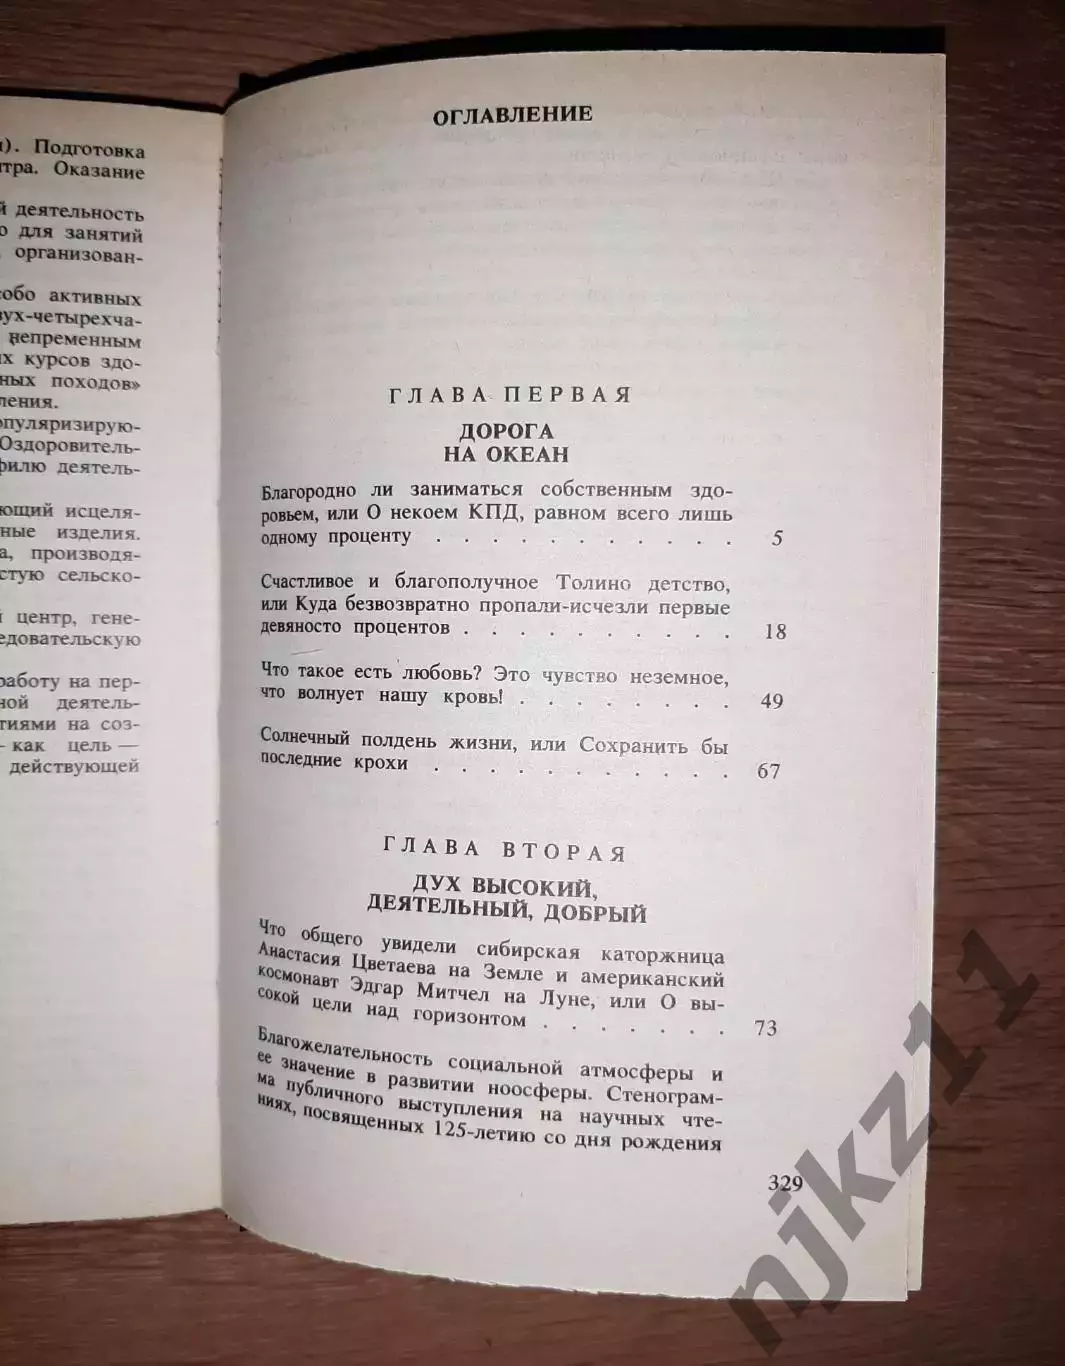 ). Подготовка
тра. Оказание
й деятельность
о для занятий
организован-
собо активных
вух-четырехча-
непременным
их курсов здо-
ных походов»
ления.
опуляризирую-
Оздоровитель-
филю деятель-
ующий исцеля-
ные изделия.
а, производя-
стую сельско-
й центр, гене-
едовательскую
работу на пер-
ной деятель-
тиями на соз-
— как цель —
действующей
ОГЛАВЛЕНИЕ
ГЛАВА ПЕРВАЯ
ДОРОГА
НА ОКЕАН
Благородно ли заниматься собственным здо-
ровьем, или О некоем КПД, равном всего лишь
одному проценту . . . . . . . . . . . 5
Счастливое и благополучное Толино детство,
или Куда безвозвратно пропали-исчезли первые
девяносто процентов . . . . . . . . . . 18
Что такое есть любовь? Это чувство неземное,
что волнует нашу кровь! . . . . . . . . 49
Солнечный полдень жизни, или Сохранить бы
последние крохи . . . . . . . . . . . 67
ГЛАВА ВТОРАЯ
ДУХ ВЫСОКИЙ,
ДЕЯТЕЛЬНЫЙ, ДОБРЫЙ
Что общего увидели сибирская каторжница
Анастасия Цветаева на Земле и американский
космонавт Эдгар Митчел на Луне, или О вы-
сокой цели над горизонтом . . . . . . . 73
Благожелательность социальной атмосферы и
ее значение в развитии ноосферы. Стенограм-
ма публичного выступления на научных чте-
ниях, посвященных 125-летию со дня рождения
329
njkz11